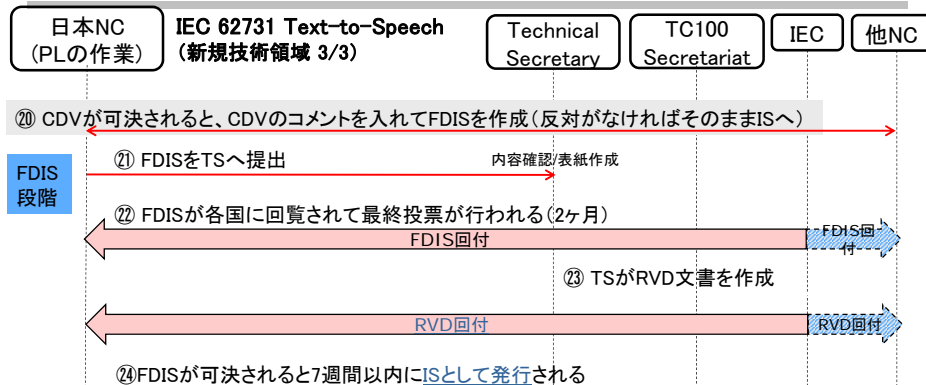 日本NC
(PLの作業)
IEC 62731 Text-to-Speech
(新規技術領域 3/3)
Technical
Secretary
TC100
Secretariat
IEC
他NC
⑳ CDVが可決されると、CDVのコメントを入れてFDISを作成(反対がなければそのままISへ)
FDIS
段階
㉑ FDISをTSへ提出
内容確認/表紙作成
㉒ FDISが各国に回覧されて最終投票が行われる(2ヶ月)
FDIS回付
FDIS回
付
㉓ TSがRVD文書を作成
RVD回付
RVD回付
㉔FDISが可決されると7週間以内にISとして発行される